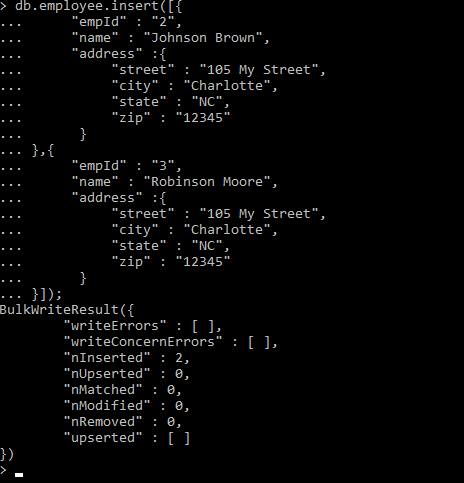 > db.employee.insert([{
...      "empId" : "2",
...      "name" : "Johnson Brown",
...      "address" :{
...           "street" : "105 My Street",
...           "city" : "Charlotte",
...           "state" : "NC",
...           "zip" : "12345"
...       }
... },{
...      "empId" : "3",
...      "name" : "Robinson Moore",
...      "address" :{
...           "street" : "105 My Street",
...           "city" : "Charlotte",
...           "state" : "NC",
...           "zip" : "12345"
...       }
... }]);
BulkWriteResult({
        "writeErrors" : [ ],
        "writeConcernErrors" : [ ],
        "nInserted" : 2,
        "nUpserted" : 0,
        "nMatched" : 0,
        "nModified" : 0,
        "nRemoved" : 0,
        "upserted" : [ ]
})
>